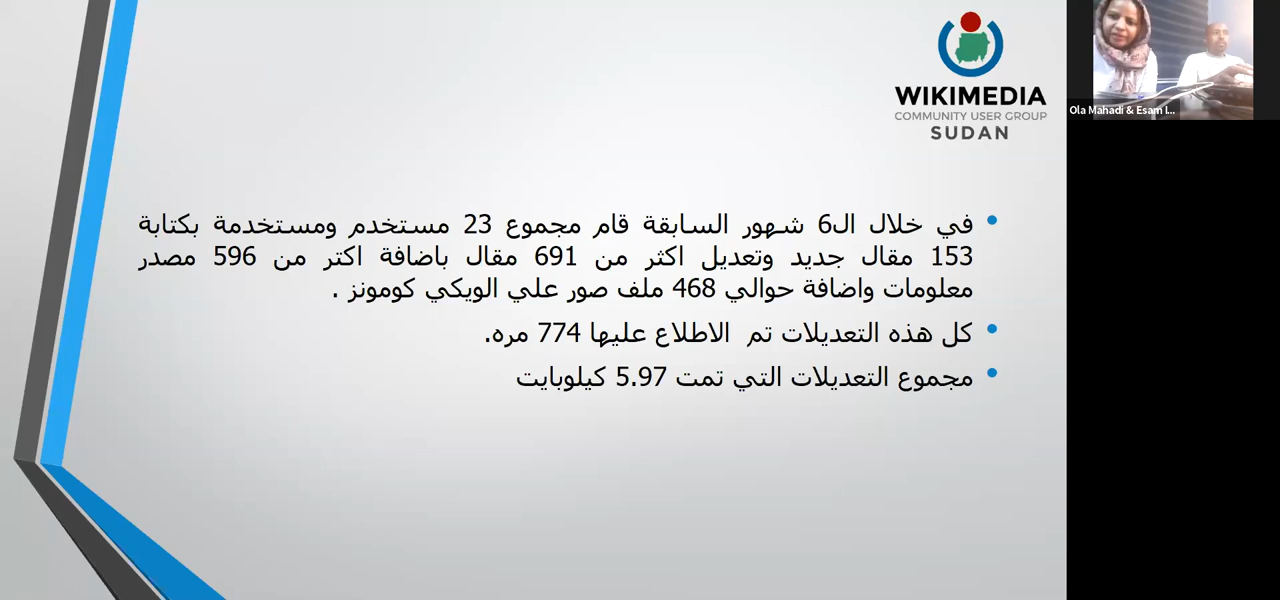 WIKIMEDIA
COMMUNITY USER GROUP
SUDAN
Ola Mahadi & Esam I...
في خلال ال6 شهور السابقة قام مجموع 23 مستخدم ومستخدمة بكتابة
153 مقال جديد وتعديل اكثر من 691 مقال باضافة اكتر من 596 مصدر
معلومات واضافة حوالي 468 ملف صور علي الويكي كومونز .
كل هذه التعديلات تم الاطلاع عليها 774 مره.
مجموع التعديلات التي تمت 5.97 كيلوبايت